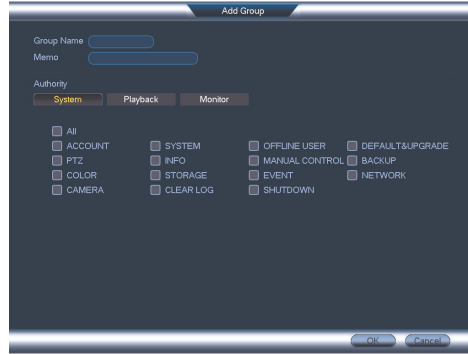 Add Group
Group Name
Memo
Authority
System Playback Monitor
All
ACCOUNT SYSTEM OFFLINE USER DEFAULT&UPGRADE
PTZ INFO MANUAL CONTROL BACKUP
COLOR STORAGE EVENT NETWORK
CAMERA CLEAR LOG SHUTDOWN
OK Cancel